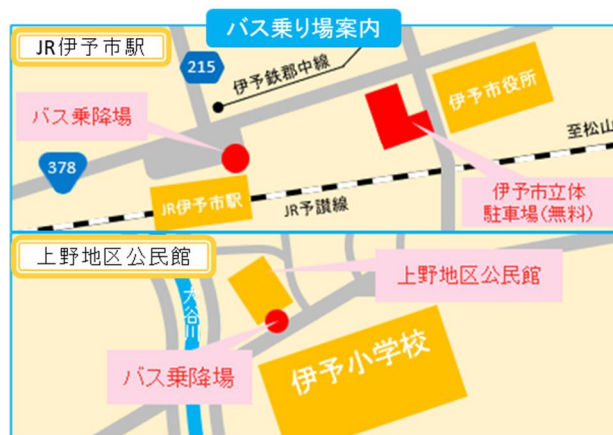 バス乗り場案内
JR伊予市駅
215
伊予鉄郡中線
伊予市役所
バス乗降場
至松山
378
JR伊予市駅
JR予讃線
伊予市立体
駐車場(無料)
上野地区公民館
大谷川
上野地区公民館
バス乗降場
伊予小学校